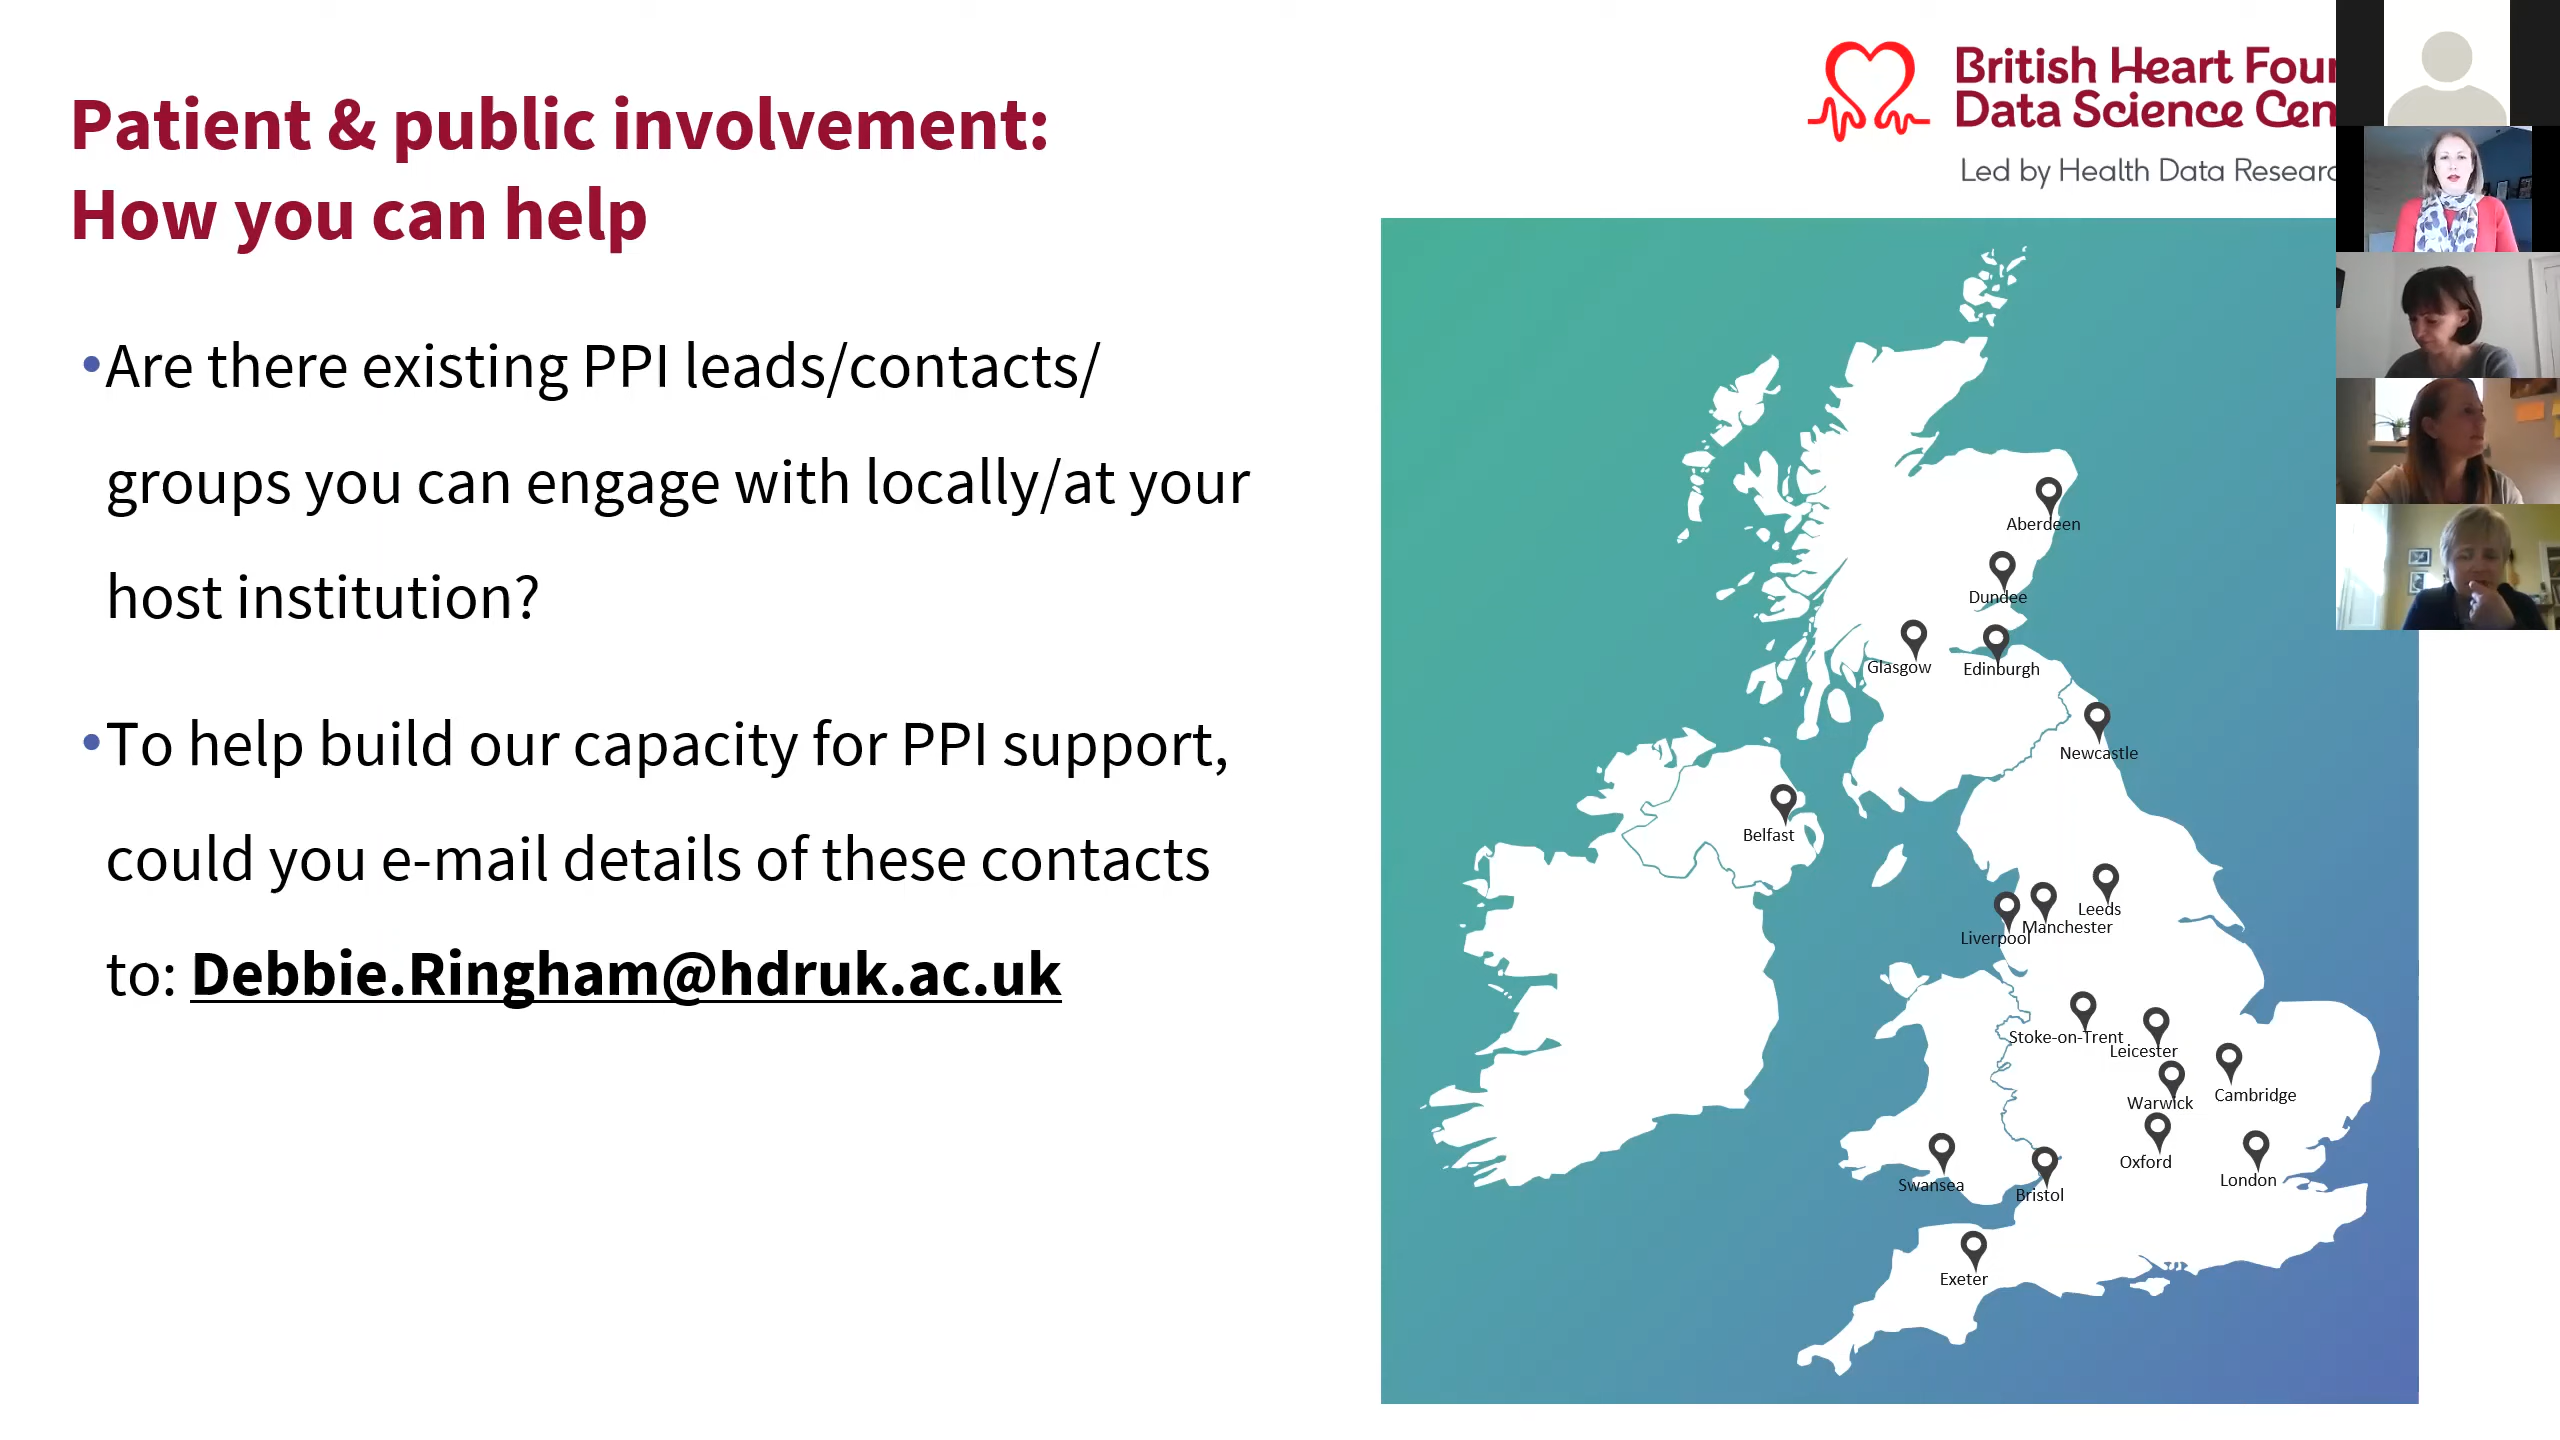 Patient & public involvement:
How you can help
British Heart
Data Science
Led by Health Data
•Are there existing PPI leads/contacts/
groups you can engage with locally/at your
host institution?
•To help build our capacity for PPI support,
could you e-mail details of these contacts
to: Debbie.Ringham@hdruk.ac.uk
Aberdeen
Dundee
Glasgow
Edinburgh
Newcastle
Belfast
Leeds
Manchester
Liverpool
Stoke-on-Trent
Leicester
Cambridge
Warwick
Oxford
London
Swansea
Bristol
Exeter